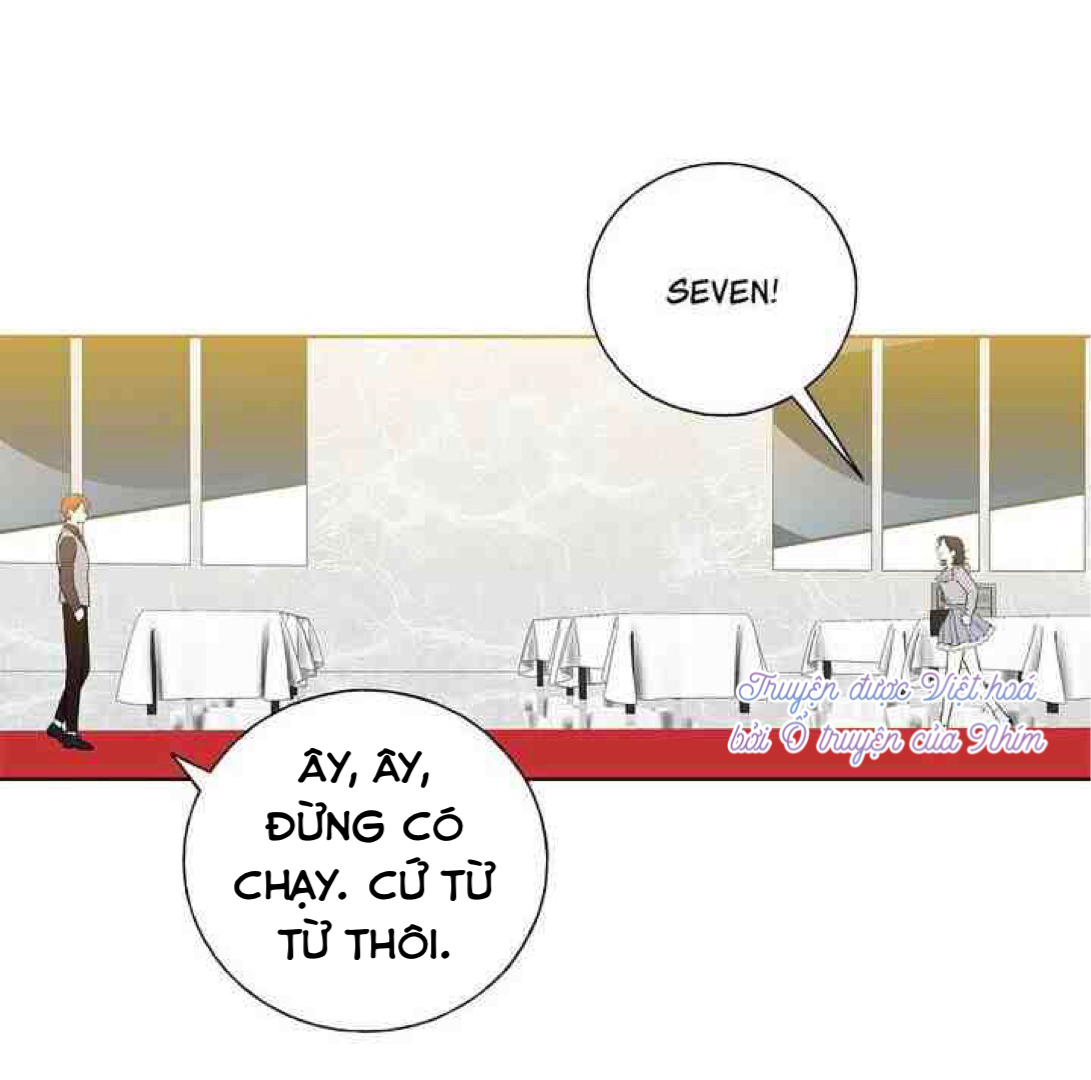 SEVEN!
Truyện được Việt hoá
bởi Ổ truyện của Nhím
ÂY, ÂY,
ĐỪNG CÓ
CHẠY. CỨ TỪ
TỪ THÔI.